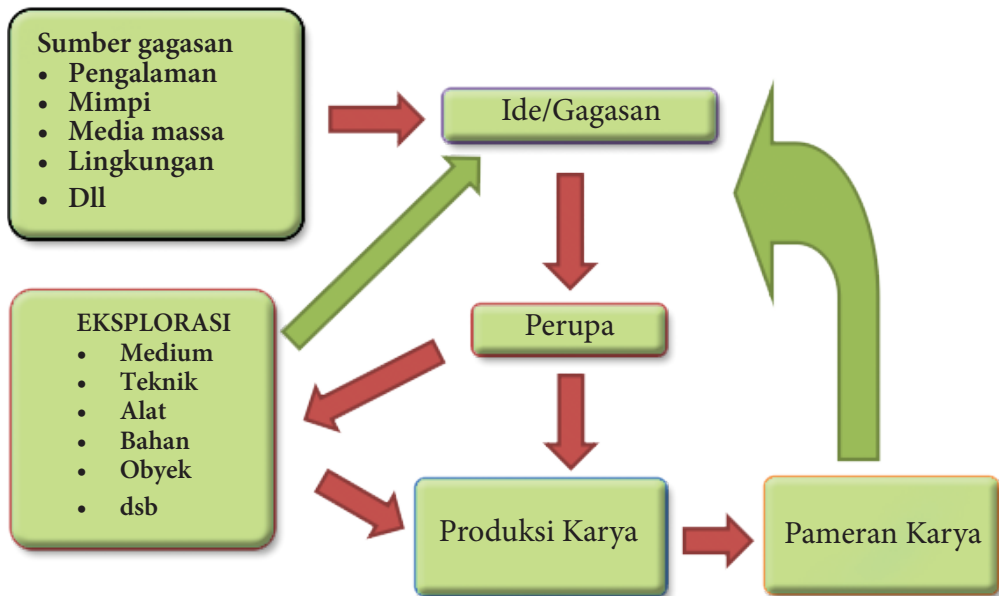 Sumber gagasan
• Pengalaman
• Mimpi
• Media massa
• Lingkungan
• Dll
Ide/Gagasan
EKSPLORASI
• Medium
• Teknik
• Alat
• Bahan
• Obyek
• dsb
Perupa
Produksi Karya
Pameran Karya